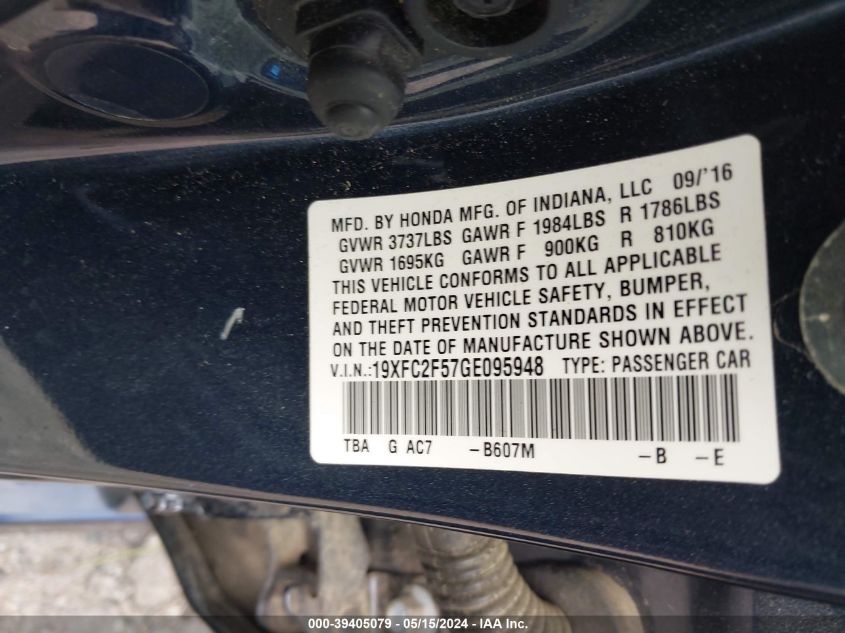 MFD. BY HONDA MFG. OF INDIANA, LLC 09/'16
GVWR 3737LBS GAWR F 1984LBS R 1786LBS
GVWR 1695KG GAWR F 900KG R 810KG
THIS VEHICLE CONFORMS TO ALL APPLICABLE
FEDERAL MOTOR VEHICLE SAFETY, BUMPER,
AND THEFT PREVENTION STANDARDS IN EFFECT
ON THE DATE OF MANUFACTURE SHOWN ABOVE.
V.I.N.:19XFC2F57GE095948 TYPE: PASSENGER CAR
TBA G AC7 -B607M -B -E
000-39405079 - 05/15/2024 - IAA Inc.